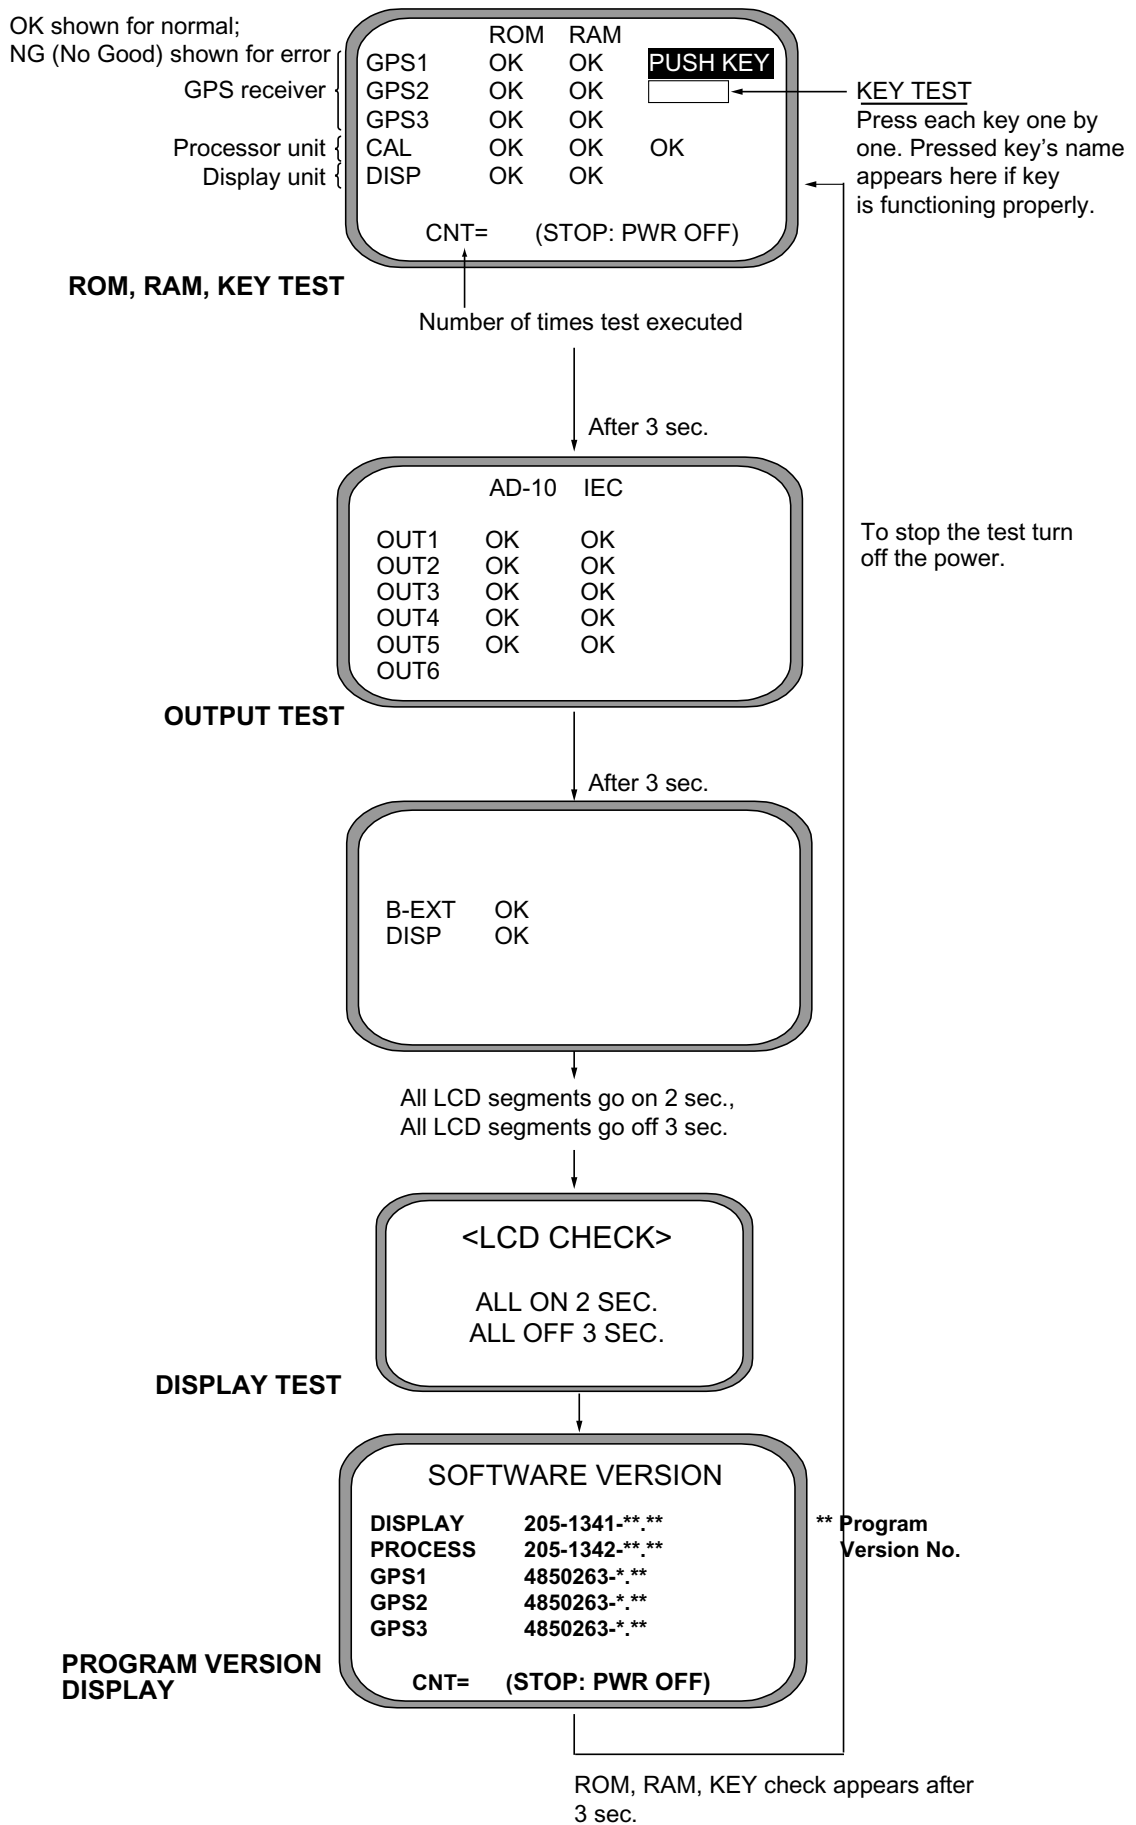 OK shown for normal;
NG (No Good) shown for error
GPS receiver
Processor unit
Display unit
ROM RAM
GPS1 OK OK PUSH KEY
GPS2 OK OK
GPS3 OK OK
CAL OK OK OK
DISP OK OK
CNT= (STOP: PWR OFF)
KEY TEST
Press each key one by
one. Pressed key's name
appears here if key
is functioning properly.
ROM, RAM, KEY TEST
Number of times test executed
After 3 sec.
AD-10 IEC
OUT1 OK OK
OUT2 OK OK
OUT3 OK OK
OUT4 OK OK
OUT5 OK OK
OUT6
To stop the test turn
off the power.
OUTPUT TEST
After 3 sec.
B-EXT OK
DISP OK
All LCD segments go on 2 sec.,
All LCD segments go off 3 sec.
<LCD CHECK>
ALL ON 2 SEC.
ALL OFF 3 SEC.
DISPLAY TEST
SOFTWARE VERSION
DISPLAY 205-1341-**.**
PROCESS 205-1342-**.**
GPS1 4850263-*.**
GPS2 4850263-*.**
GPS3 4850263-*.**
CNT= (STOP: PWR OFF)
** Program
Version No.
PROGRAM VERSION
DISPLAY
ROM, RAM, KEY check appears after
3 sec.